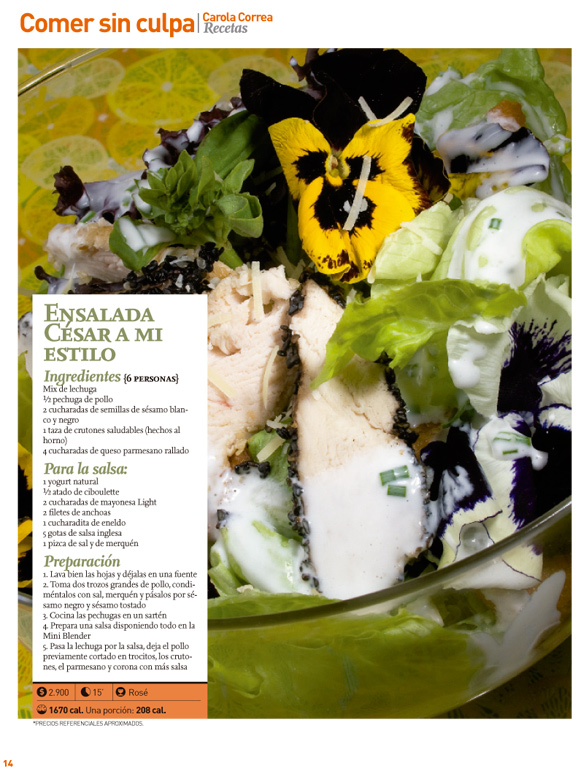 Comer sin culpa
Carola Correa
Recetas
Ensalada
César a mi
estilo
Ingredientes {6 personas}
Mix de lechuga
½ pechuga de pollo
2 cucharadas de semillas de sésamo blan-
co y negro
1 taza de crutones saludables (hechos al
horno)
4 cucharadas de queso parmesano rallado
Para la salsa:
1 yogurt natural
½ atado de ciboulette
2 cucharadas de mayonesa Light
2 filetes de anchoas
1 cucharadita de eneldo
5 gotas de salsa inglesa
1 pizca de sal y de merquén
Preparación
1. Lava bien las hojas y déjalas en una fuente
2. Toma dos trozos grandes de pollo, condi-
méntalos con sal, merquén y pásalos por sé-
samo negro y sésamo tostado
3. Cocina las pechugas en un sartén
4. Prepara una salsa disponiendo todo en la
Mini Blender
5. Pasa la lechuga por la salsa, deja el pollo
previamente cortado en trocitos, los cruto-
nes, el parmesano y corona con más salsa
$ 2.900 15' Rosé
1670 cal. Una porción: 208 cal.
*PRECIOS REFERENCIALES APROXIMADOS.
14